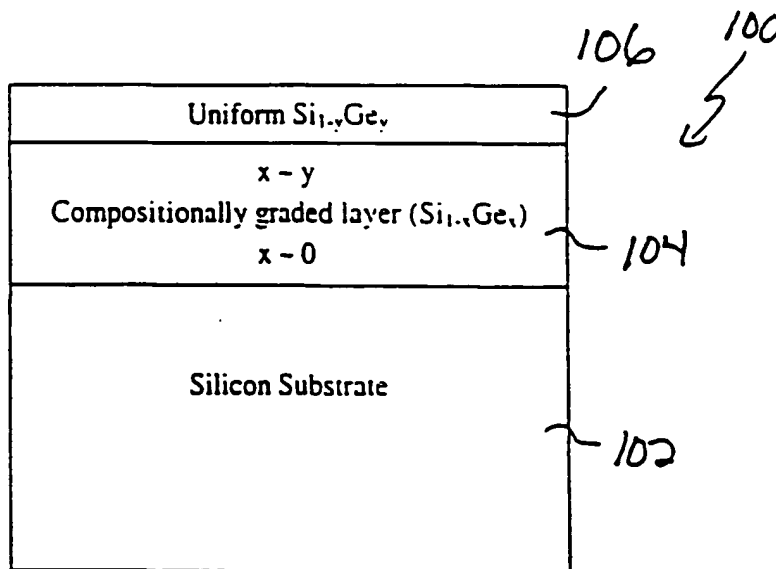 106
100
Uniform Si₁₋yGey
x ~ y
Compositionally graded layer (Si₁₋ₓGeₓ)
104
x ~ 0
Silicon Substrate
102